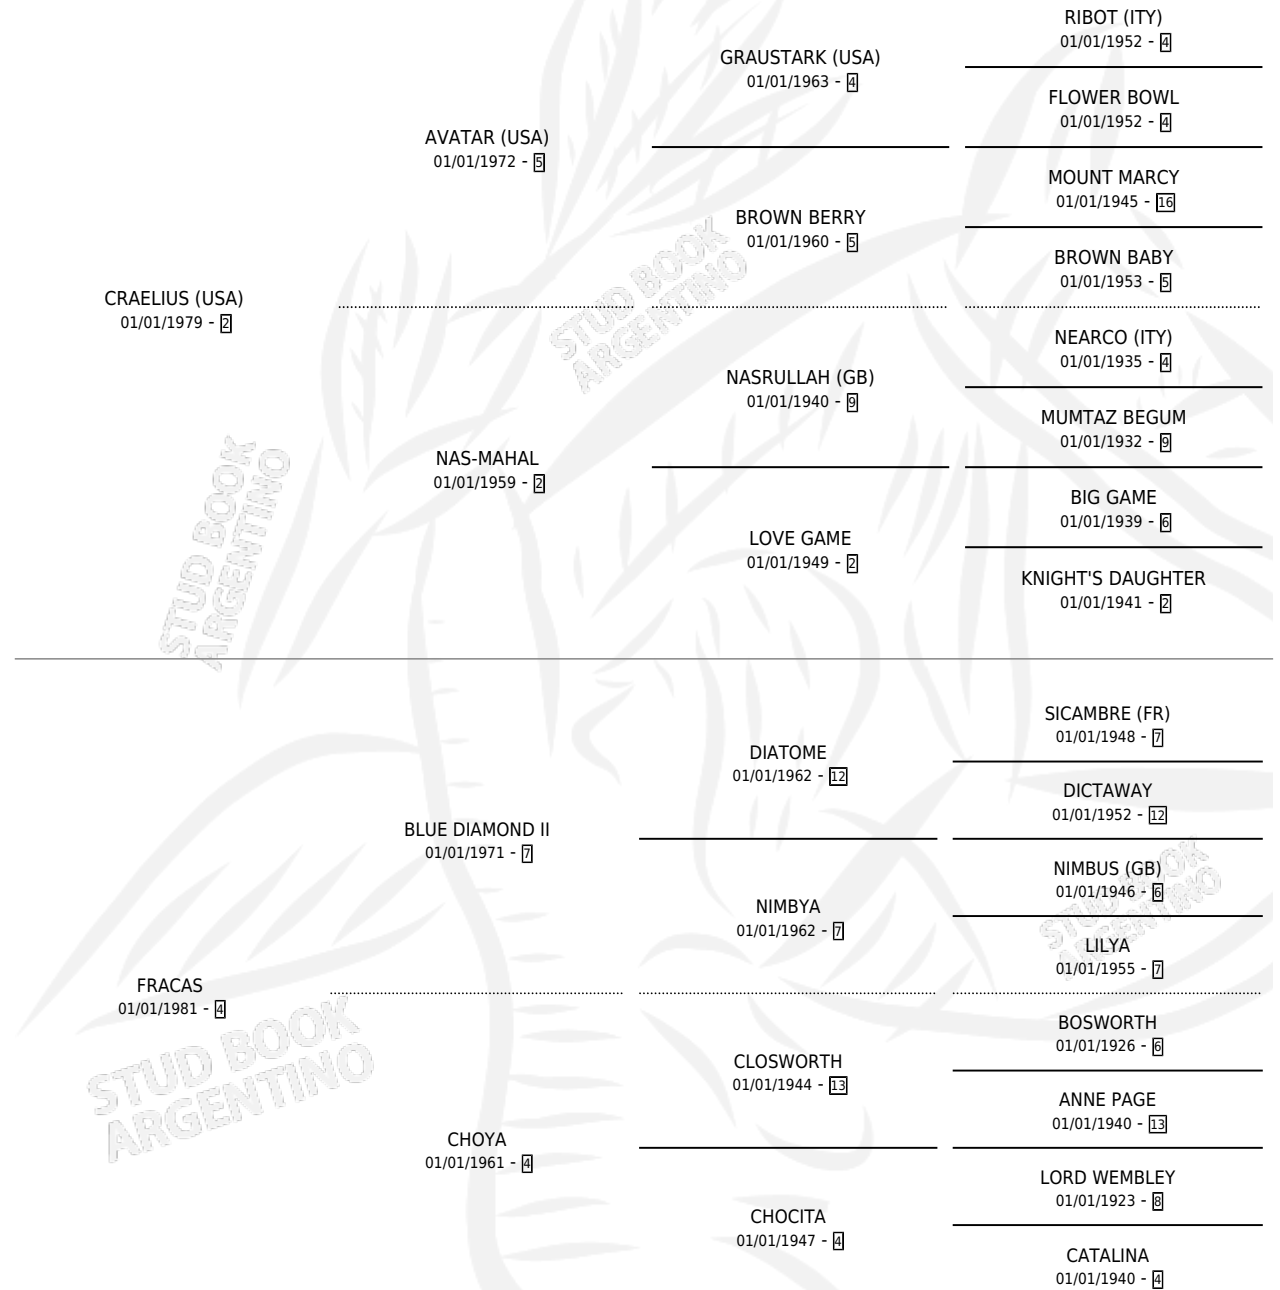 RIBOT (ITY)
01/01/1952 - 4
GRAUSTARK (USA)
01/01/1963 - 4
FLOWER BOWL
01/01/1952 - 4
AVATAR (USA)
01/01/1972 - 5
MOUNT MARCY
01/01/1945 - 16
BROWN BERRY
01/01/1960 - 5
BROWN BABY
01/01/1953 - 5
CRAELIUS (USA)
01/01/1979 - 2
NEARCO (ITY)
01/01/1935 - 4
NASRULLAH (GB)
01/01/1940 - 9
MUMTAZ BEGUM
01/01/1932 - 9
NAS-MAHAL
01/01/1959 - 2
BIG GAME
01/01/1939 - 6
LOVE GAME
01/01/1949 - 2
KNIGHT'S DAUGHTER
01/01/1941 - 2
STUD BOOK
ARGENTINO
STUD BOOK
ARGENTINO
SICAMBRE (FR)
01/01/1948 - 7
DIATOME
01/01/1962 - 12
DICTAWAY
01/01/1952 - 12
BLUE DIAMOND II
01/01/1971 - 7
NIMBUS (GB)
01/01/1946 - 6
NIMBYA
01/01/1962 - 7
LILYA
01/01/1955 - 7
FRACAS
01/01/1981 - 4
BOSWORTH
01/01/1926 - 6
CLOSWORTH
01/01/1944 - 13
ANNE PAGE
01/01/1940 - 13
CHOYA
01/01/1961 - 4
LORD WEMBLEY
01/01/1923 - 8
CHOCITA
01/01/1947 - 4
CATALINA
01/01/1940 - 4
STUD BOOK
ARGENTINO
STUD BOOK
ARGENTINO